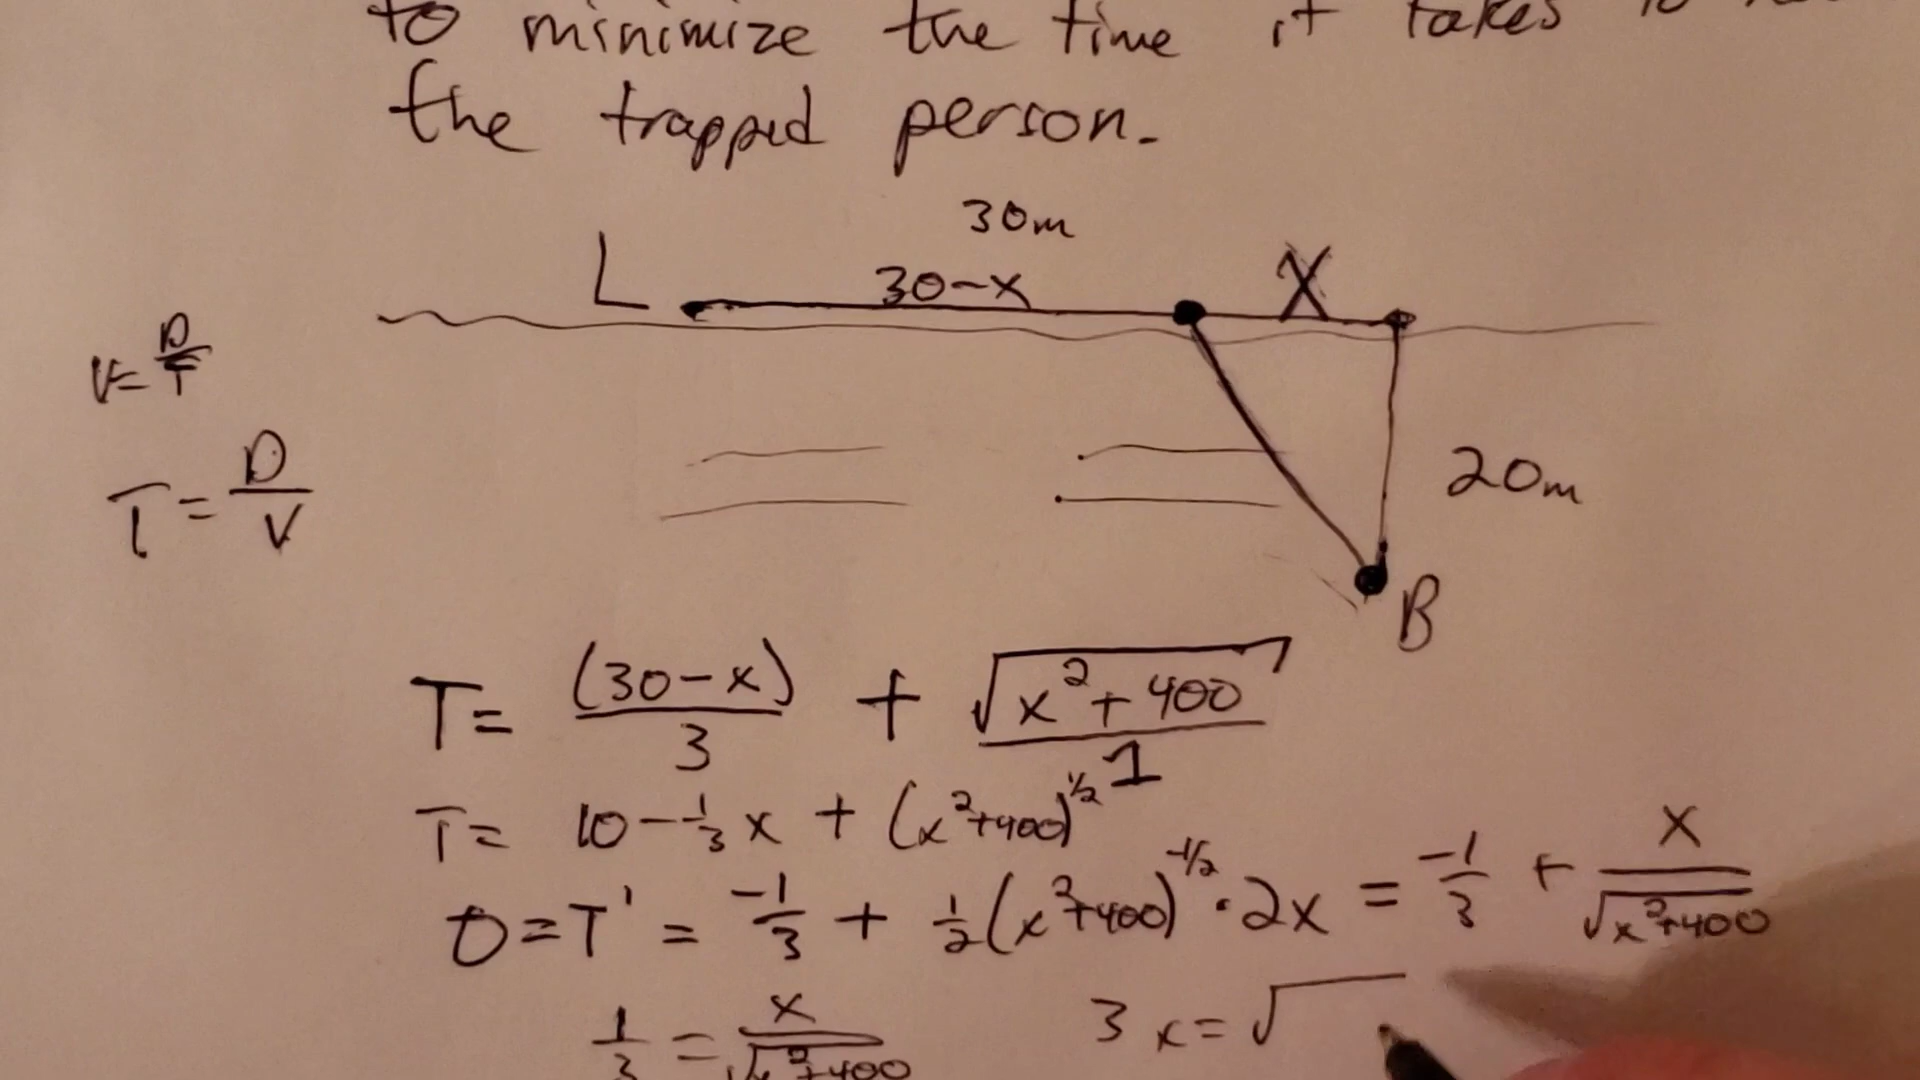 to minimize the time it takes to
the trapped person.
30m
L 30-x X
V = D/T
T = D/V
20m
B
T = (30-x)/3 + √(x²+400)/1
T = 10 - 1/3 x + (x²+400)^1/2
0 = T' = -1/3 + 1/2 (x²+400)^-1/2 · 2x = -1/3 + x/√(x²+400)
1/3 = x/√(x²+400) 3x = √